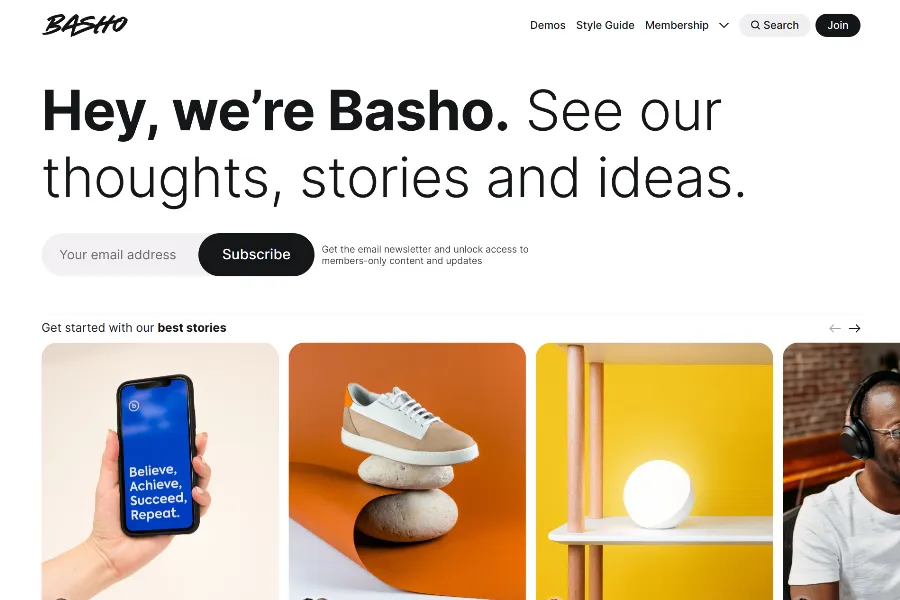 BASHO
Demos Style Guide Membership Search Join
Hey, we’re Basho. See our
thoughts, stories and ideas.
Your email address Subscribe
Get the email newsletter and unlock access to
members-only content and updates
Get started with our best stories
b
Believe,
Achieve,
Succeed,
Repeat.